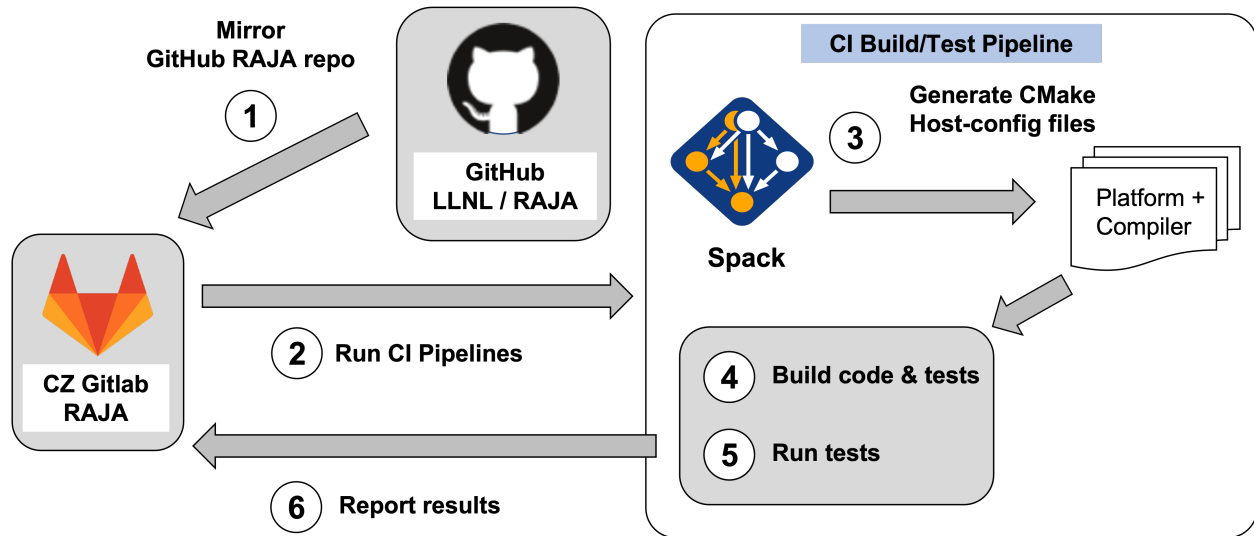 Mirror
GitHub RAJA repo
1
GitHub
LLNL / RAJA
CZ Gitlab
RAJA
2 Run CI Pipelines
CI Build/Test Pipeline
Spack
3
Generate CMake
Host-config files
Platform +
Compiler
4 Build code & tests
5 Run tests
6 Report results